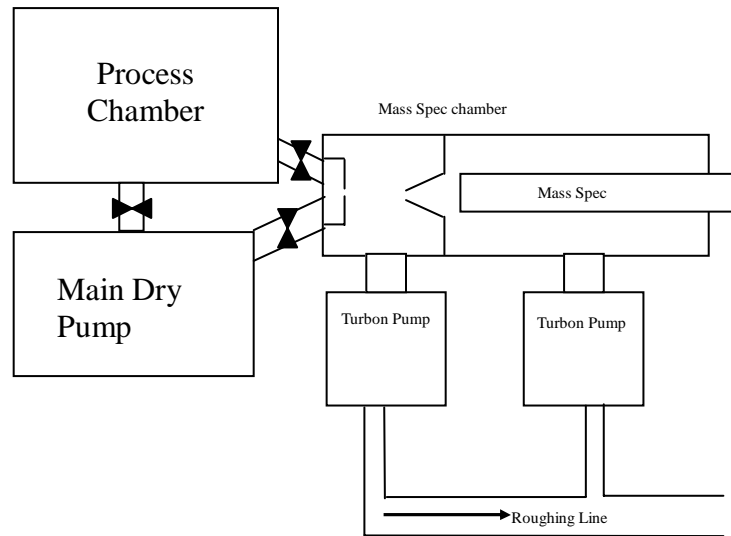 Process
Chamber
Mass Spec chamber
Mass Spec
Main Dry
Pump
Turbon Pump
Turbon Pump
Roughing Line